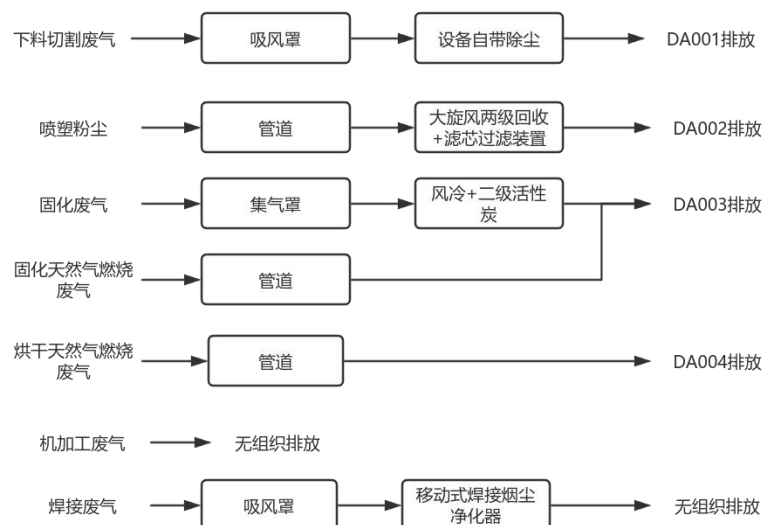 下料切割废气
吸风罩
设备自带除尘
DA001排放
喷塑粉尘
管道
大旋风两级回收
+滤芯过滤装置
DA002排放
固化废气
集气罩
风冷+二级活性
炭
DA003排放
固化天然气燃烧
废气
管道
烘干天然气燃烧
废气
管道
DA004排放
机加工废气
无组织排放
焊接废气
吸风罩
移动式焊接烟尘
净化器
无组织排放